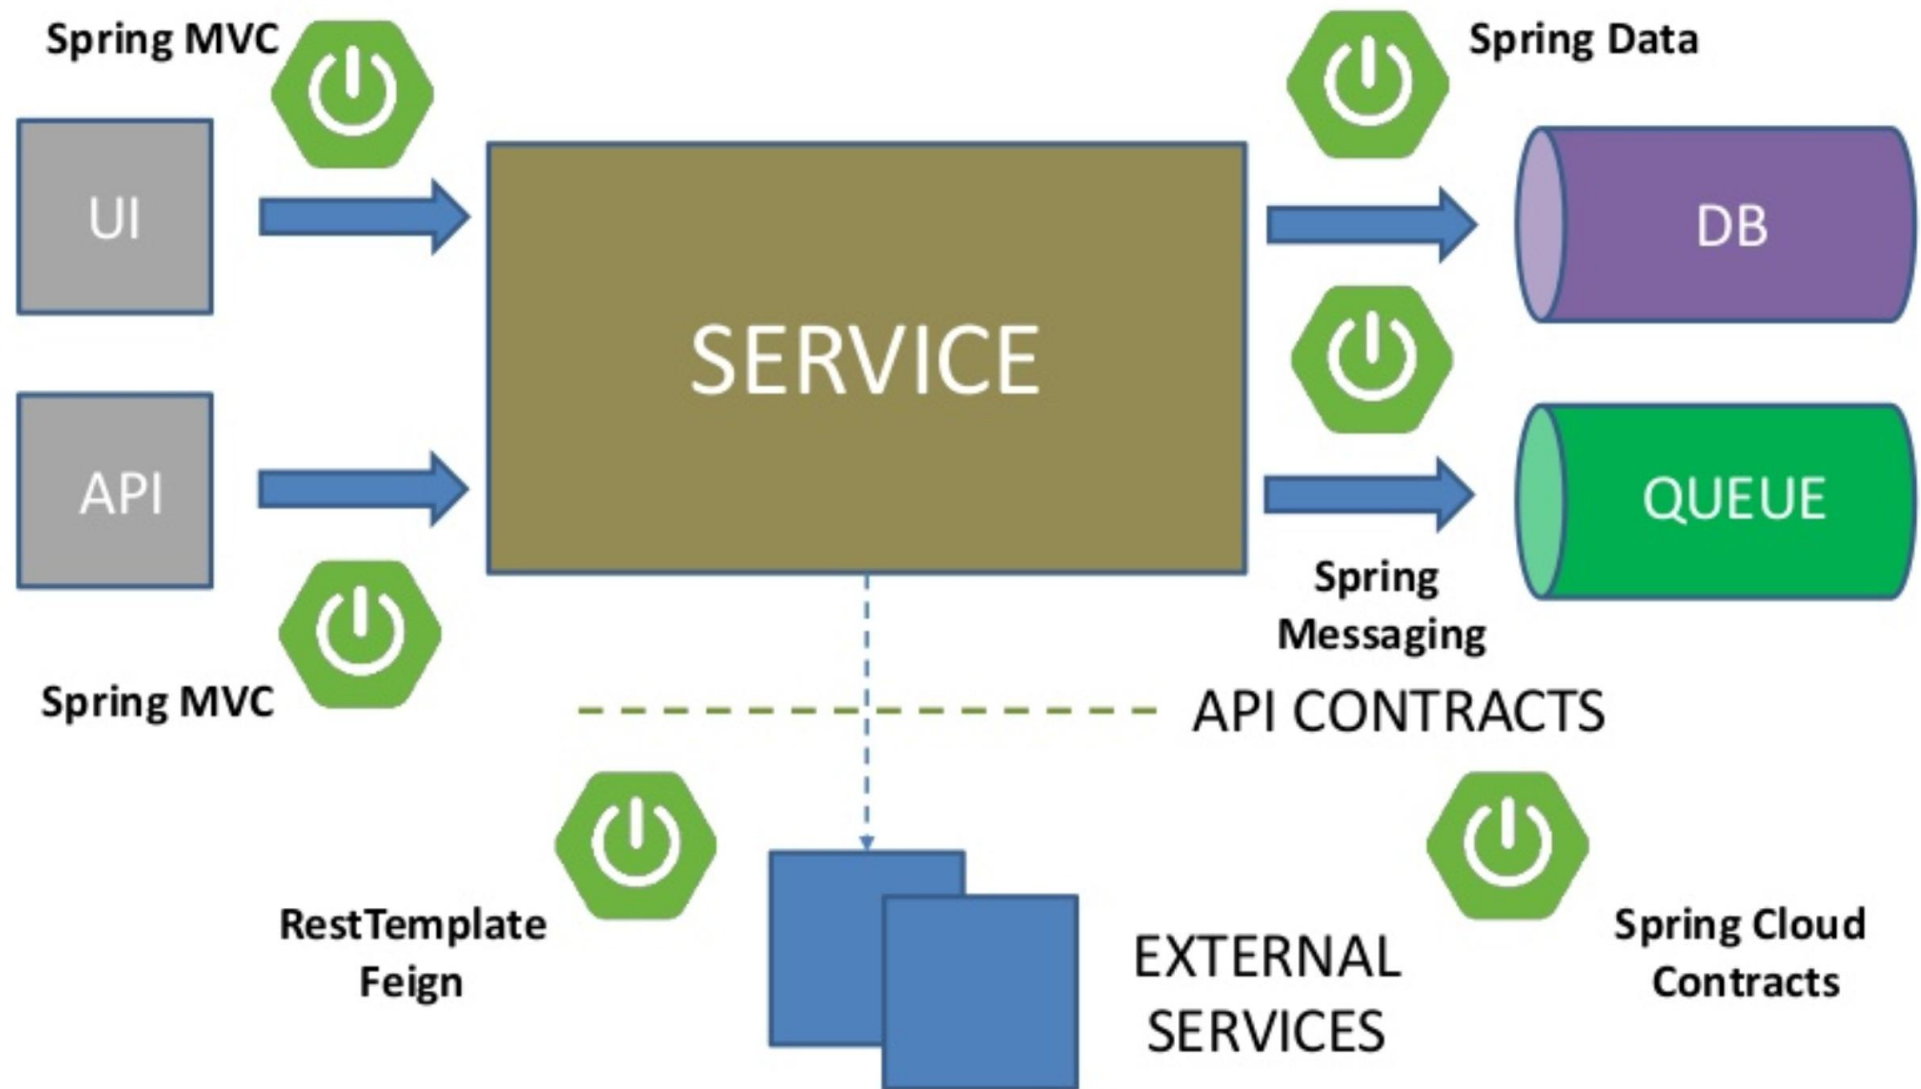 Spring MVC
Spring Data
UI
DB
SERVICE
API
QUEUE
Spring
Messaging
Spring MVC
API CONTRACTS
RestTemplate
Feign
EXTERNAL
SERVICES
Spring Cloud
Contracts